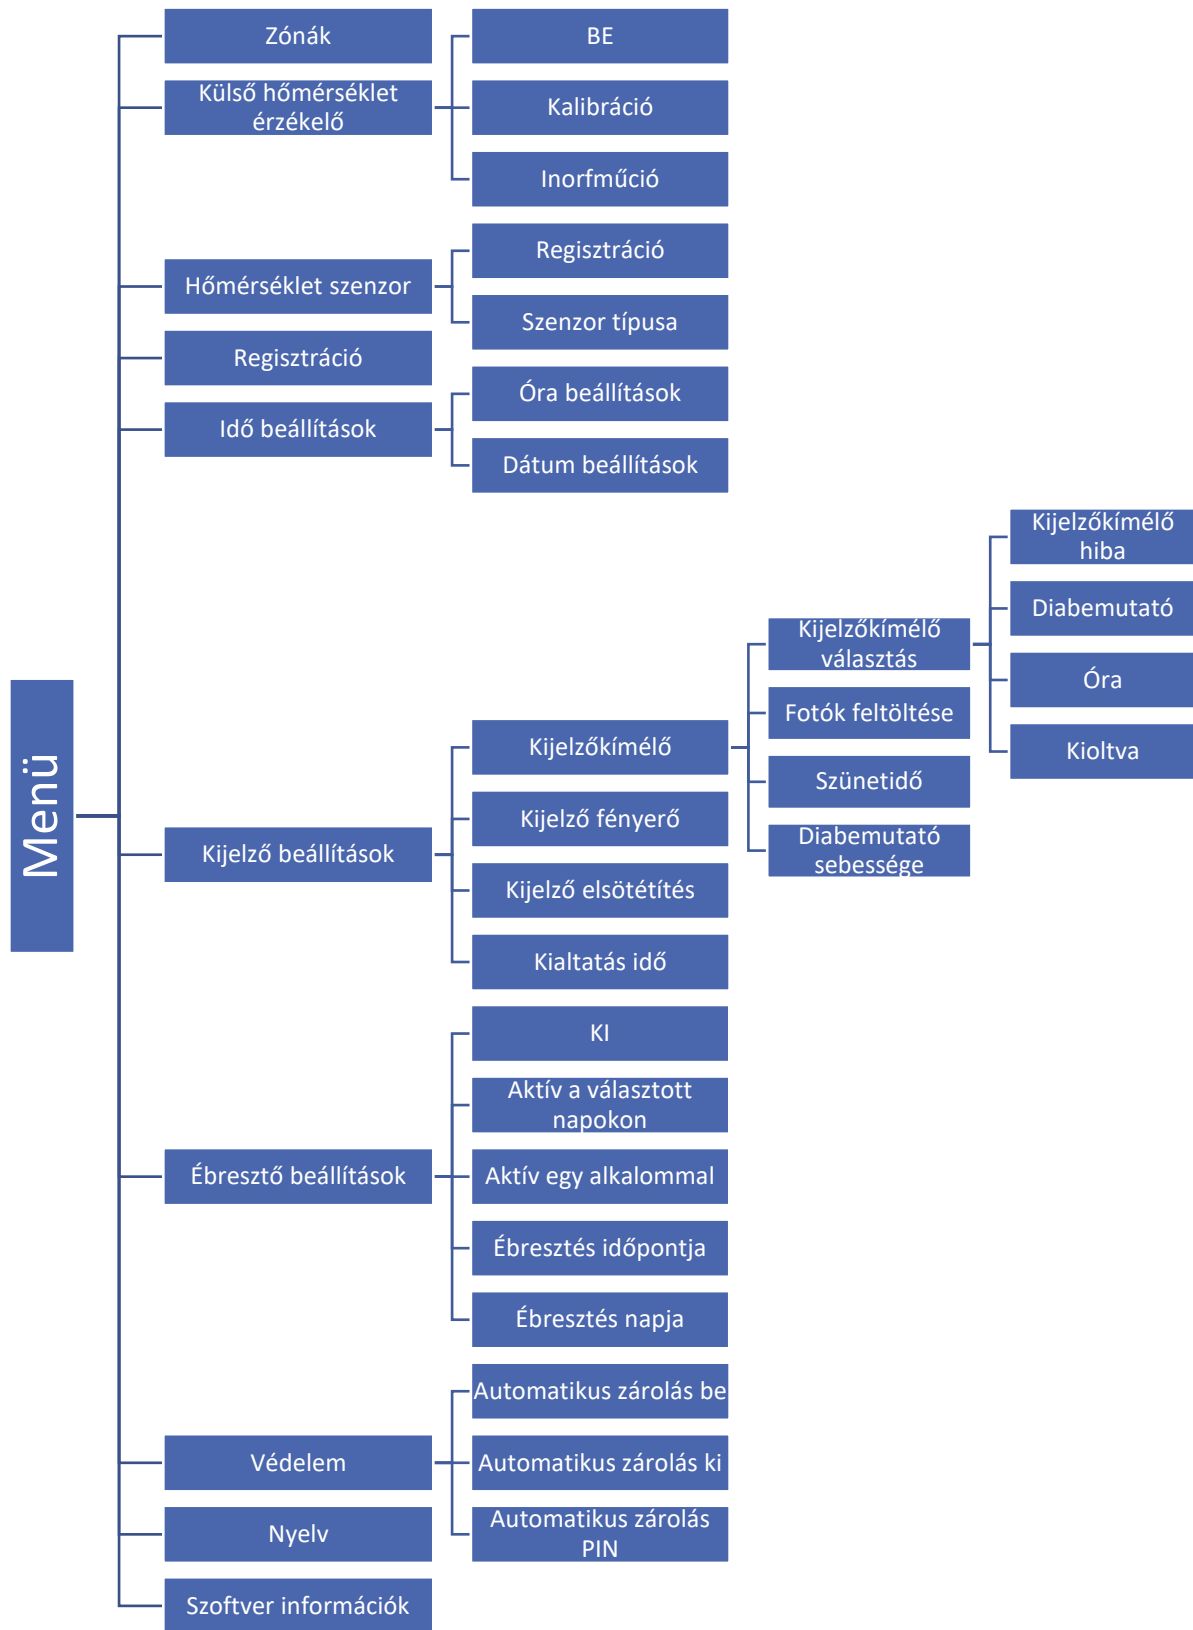 Menü
Zónák
Külső hőmérséklet
érzékelő
BE
Kalibráció
Inorfműció
Hőmérséklet szenzor
Regisztráció
Szenzor típusa
Regisztráció
Idő beállítások
Óra beállítások
Dátum beállítások
Kijelző beállítások
Kijelzőkímélő
Kijelzőkímélő
választás
Kijelzőkímélő
hiba
Diabemutató
Óra
Kioltva
Fotók feltöltése
Szünetidő
Diabemutató
sebessége
Kijelző fényerő
Kijelző elsötétítés
Kialtatás idő
Ébresztő beállítások
KI
Aktív a választott
napokon
Aktív egy alkalommal
Ébresztés időpontja
Ébresztés napja
Védelem
Automatikus zárolás be
Automatikus zárolás ki
Automatikus zárolás
PIN
Nyelv
Szoftver információk